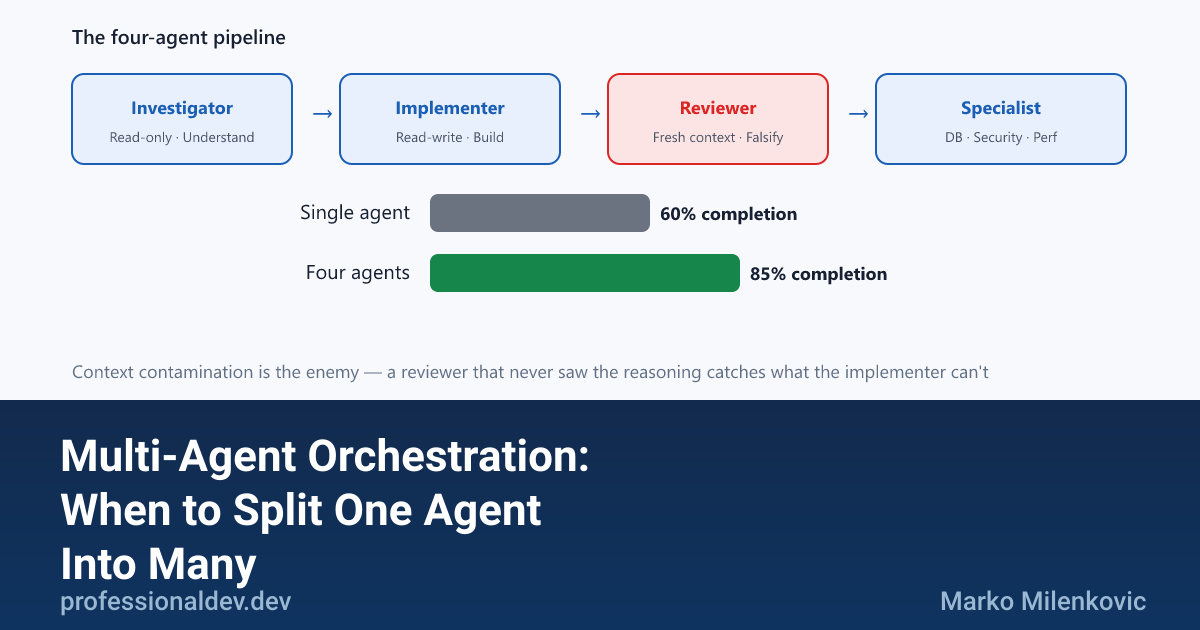 The four-agent pipeline
Investigator → Implementer → Reviewer → Specialist
Read-only · Understand
Read-write · Build
Fresh context · Falsify
DB · Security · Perf
Single agent
60% completion
Four agents
85% completion
Context contamination is the enemy — a reviewer that never saw the reasoning catches what the implementer can't
Multi-Agent Orchestration:
When to Split One Agent
Into Many
professionaldev.dev
Marko Milenkovic